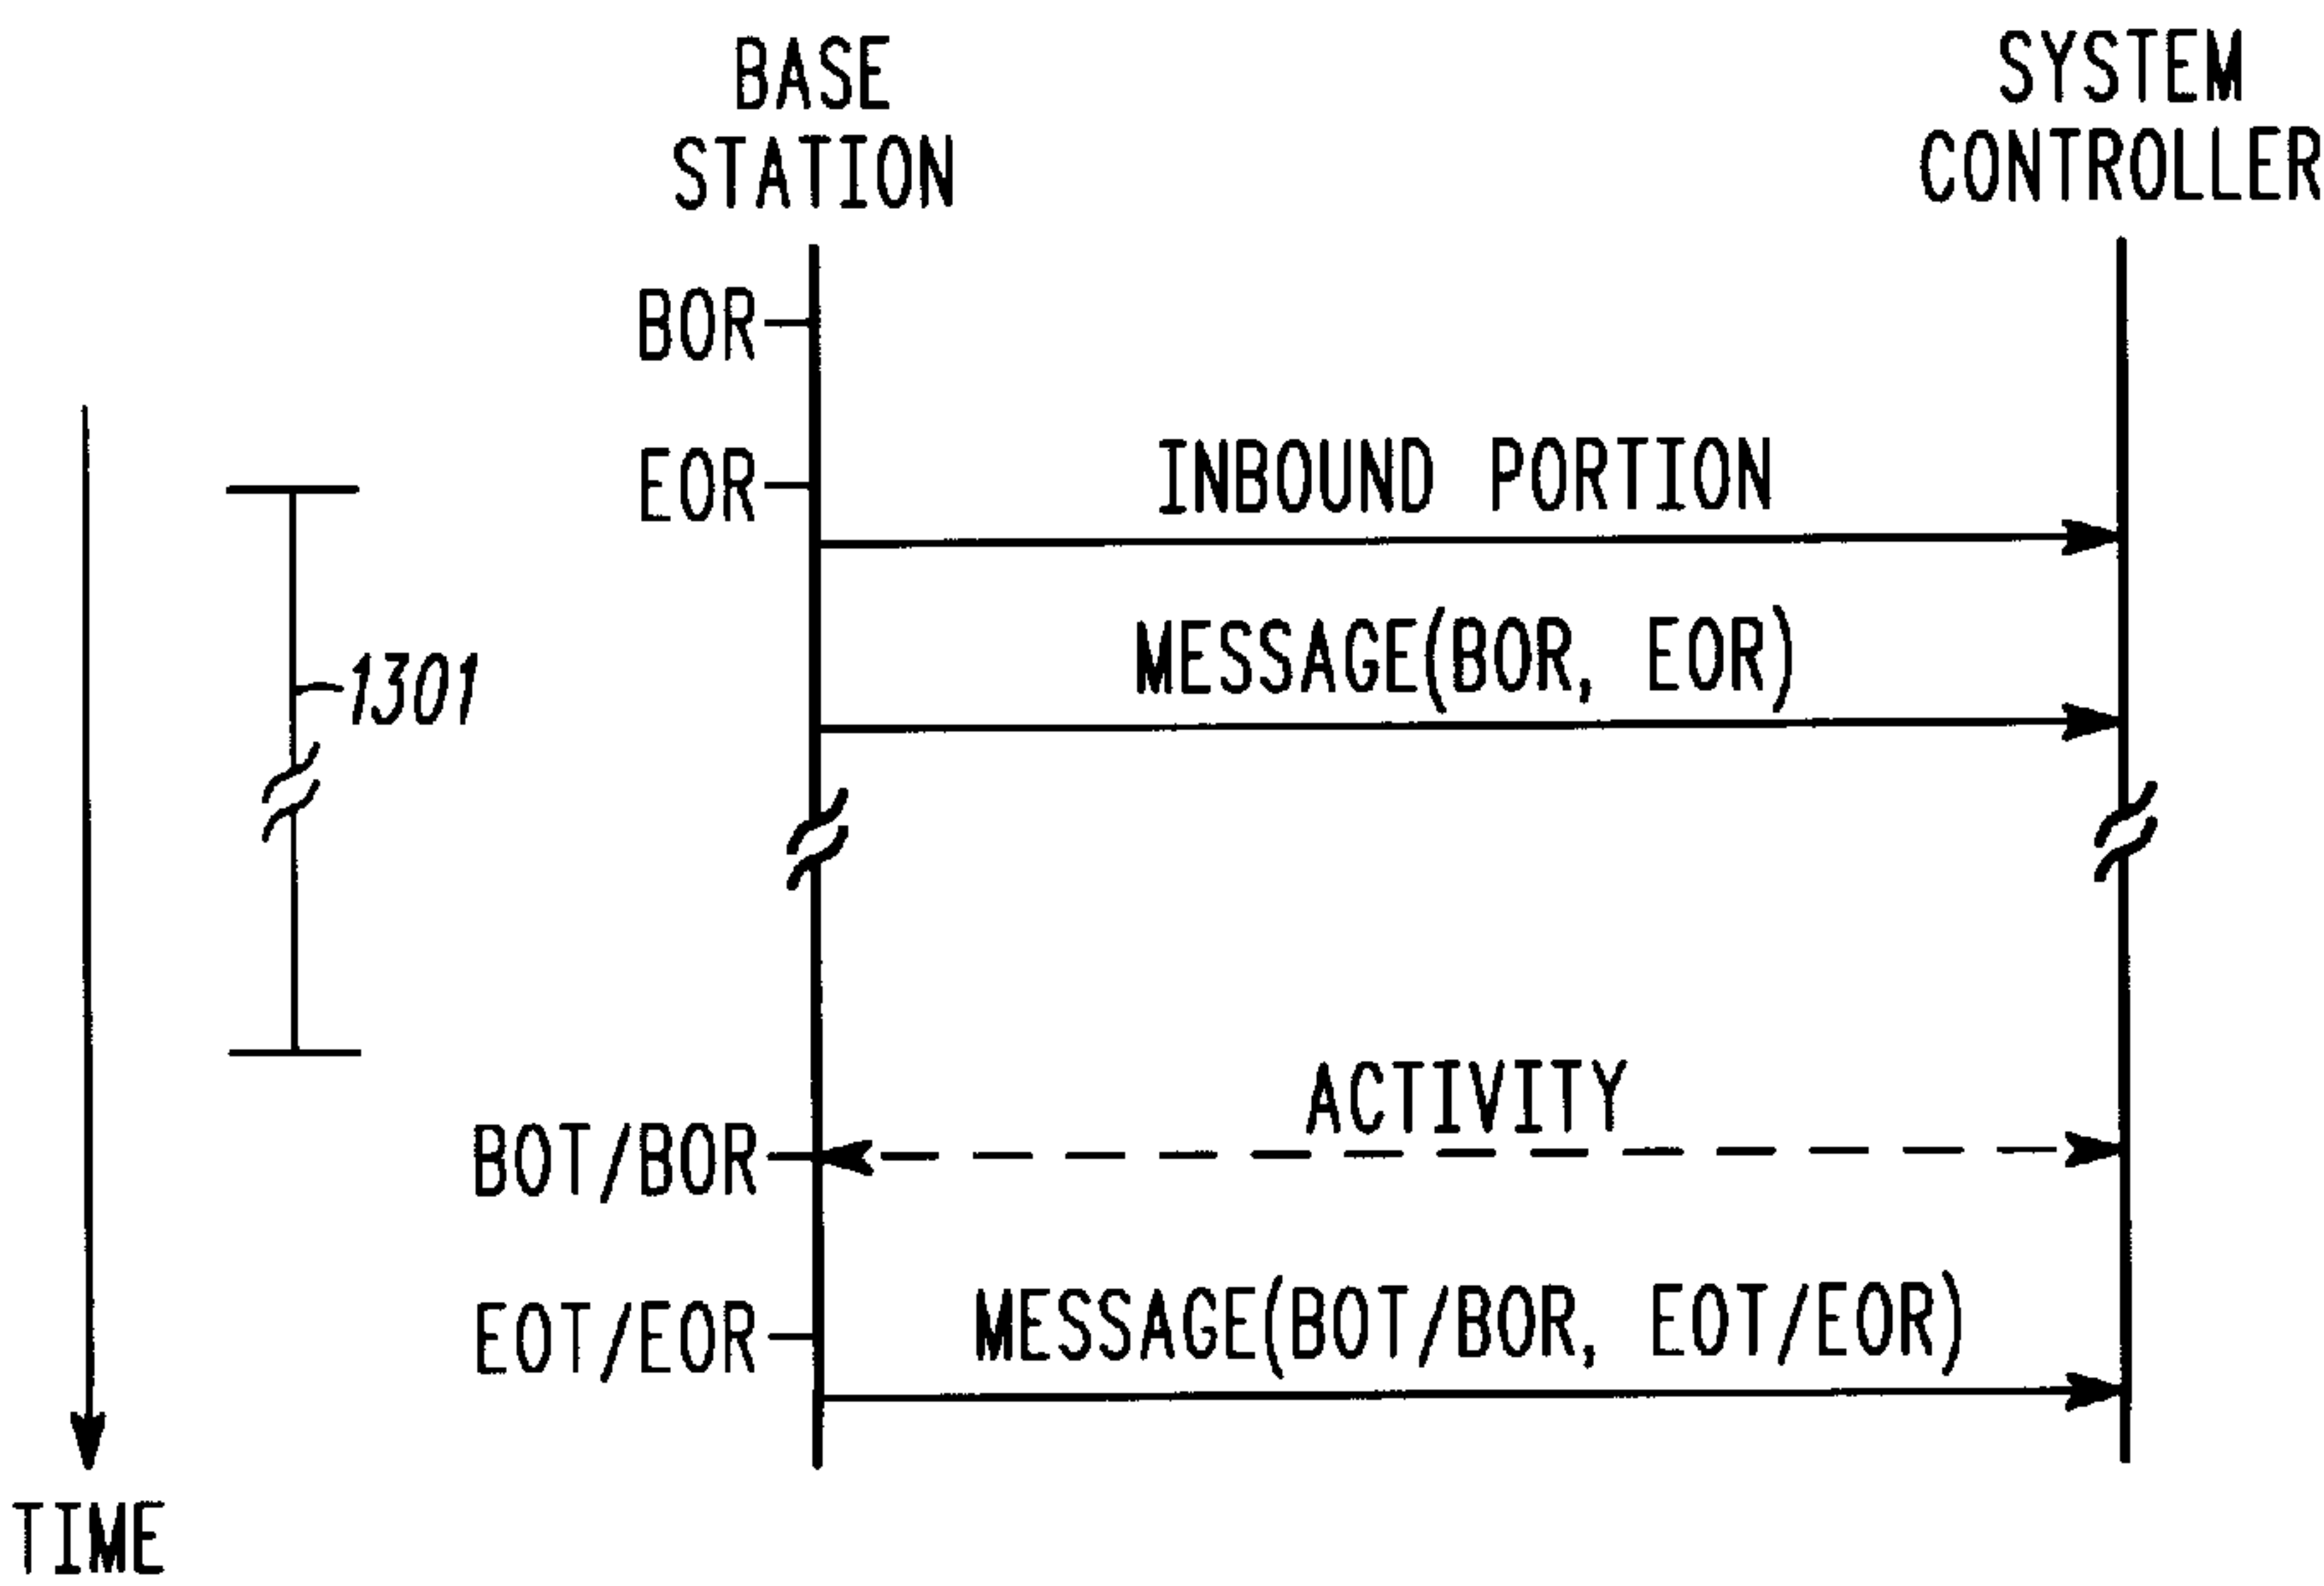 BASE
STATION
SYSTEM
CONTROLLER
BOR
EOR
INBOUND PORTION
MESSAGE(BOR, EOR)
1301
ACTIVITY
BOT/BOR
EOT/EOR
MESSAGE(BOT/BOR, EOT/EOR)
TIME